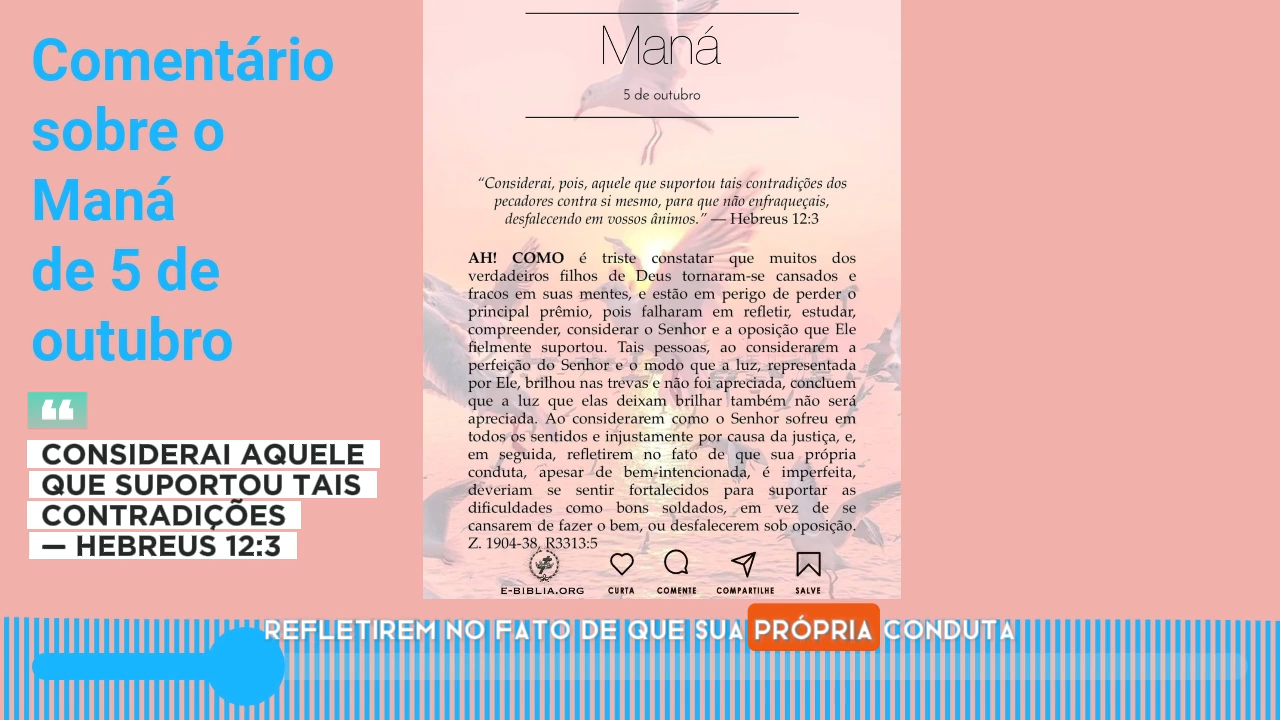 Comentário
sobre o
Maná
de 5 de
outubro
CONSIDERAI AQUELE
QUE SUPORTOU TAIS
CONTRADIÇÕES
— HEBREUS 12:3
Maná
5 de outubro
“Considerai, pois, aquele que suportou tais contradições dos
pecadores contra si mesmo, para que não enfraqueçais,
desfalecendo em vossos ânimos.” — Hebreus 12:3
AH! COMO é triste constatar que muitos dos
verdadeiros filhos de Deus tornaram-se cansados e
fracos em suas mentes, e estão em perigo de perder o
principal prêmio, pois falharam em refletir, estudar,
compreender, considerar o Senhor e a oposição que Ele
fielmente suportou. Tais pessoas, ao considerarem a
perfeição do Senhor e o modo que a luz, representada
por Ele, brilhou nas trevas e não foi apreciada, concluem
que a luz que elas deixam brilhar também não será
apreciada. Ao considerarem como o Senhor sofreu em
todos os sentidos e injustamente por causa da justiça, e,
em seguida, refletirem no fato de que sua própria
conduta, apesar de bem-intencionada, é imperfeita,
deveriam se sentir fortalecidos para suportar as
dificuldades como bons soldados, em vez de se
cansarem de fazer o bem, ou desfalecerem sob oposição.
Z. 1904-38, R3313:5
E-BIBLIA.ORG CURTA COMENTE COMPARTILHE SALVE
REFLETIREM NO FATO DE QUE SUA PRÓPRIA CONDUTA